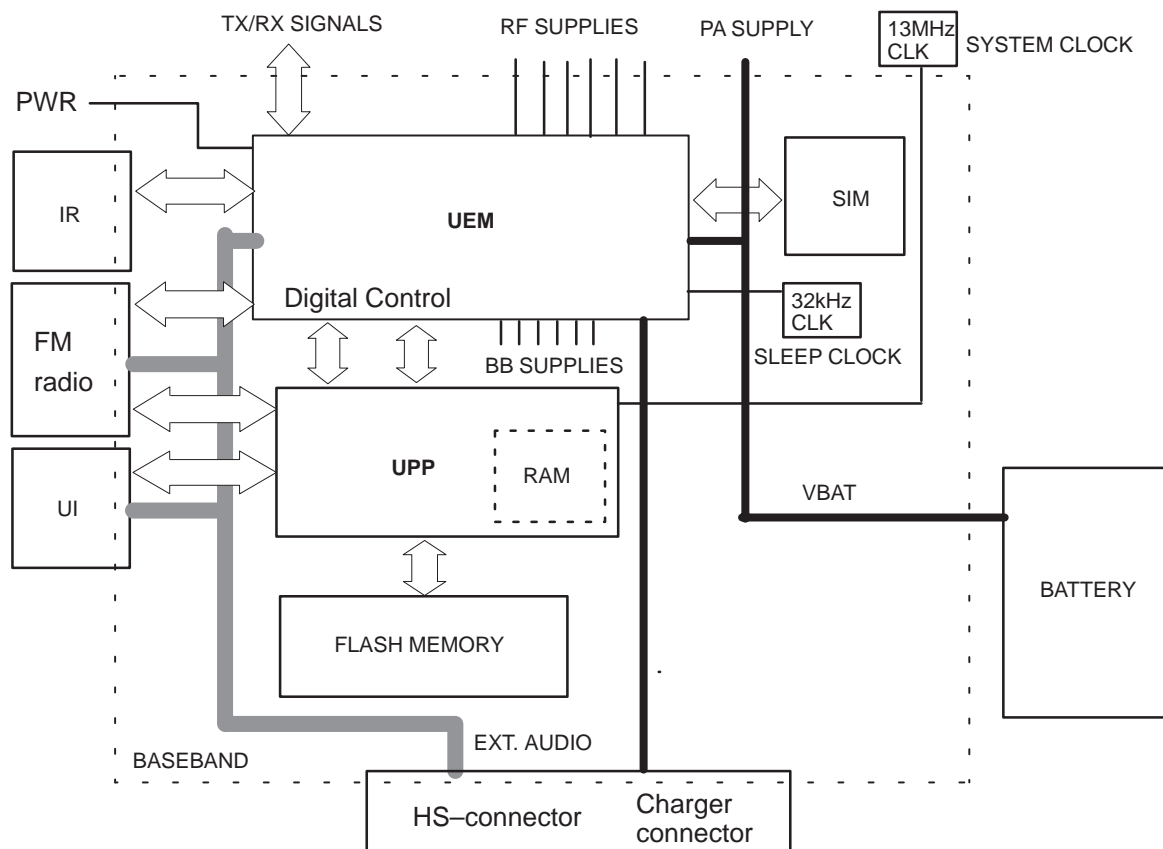 TX/RX SIGNALS
RF SUPPLIES
PA SUPPLY
13MHz
CLK
SYSTEM CLOCK
PWR
IR
UEM
SIM
Digital Control
32kHz
CLK
SLEEP CLOCK
FM
radio
BB SUPPLIES
UPP
RAM
UI
VBAT
BATTERY
FLASH MEMORY
EXT. AUDIO
BASEBAND
HS–connector
Charger
connector